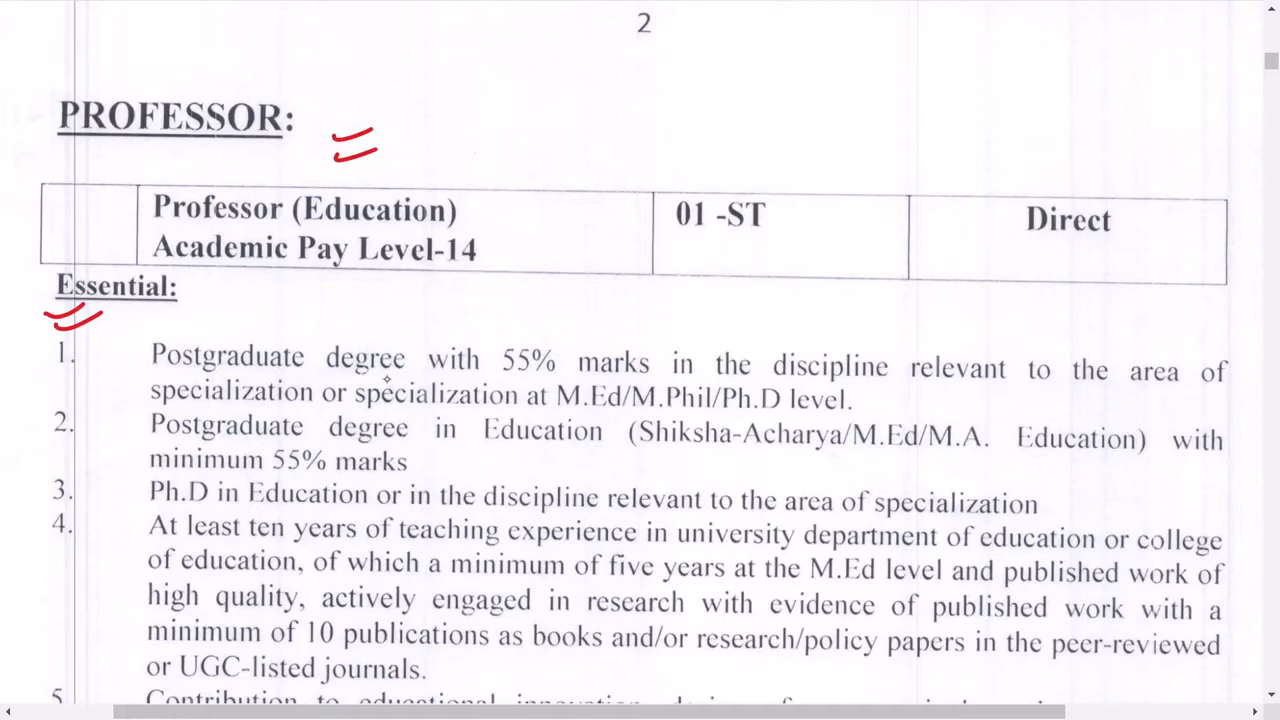 2
PROFESSOR:
Professor (Education) 01 -ST Direct
Academic Pay Level-14
Essential:
1. Postgraduate degree with 55% marks in the discipline relevant to the area of
specialization or specialization at M.Ed/M.Phil/Ph.D level.
2. Postgraduate degree in Education (Shiksha-Acharya/M.Ed/M.A. Education) with
minimum 55% marks
3. Ph.D in Education or in the discipline relevant to the area of specialization
4. At least ten years of teaching experience in university department of education or college
of education, of which a minimum of five years at the M.Ed level and published work of
high quality, actively engaged in research with evidence of published work with a
minimum of 10 publications as books and/or research/policy papers in the peer-reviewed
or UGC-listed journals.
5 Contribution to educational